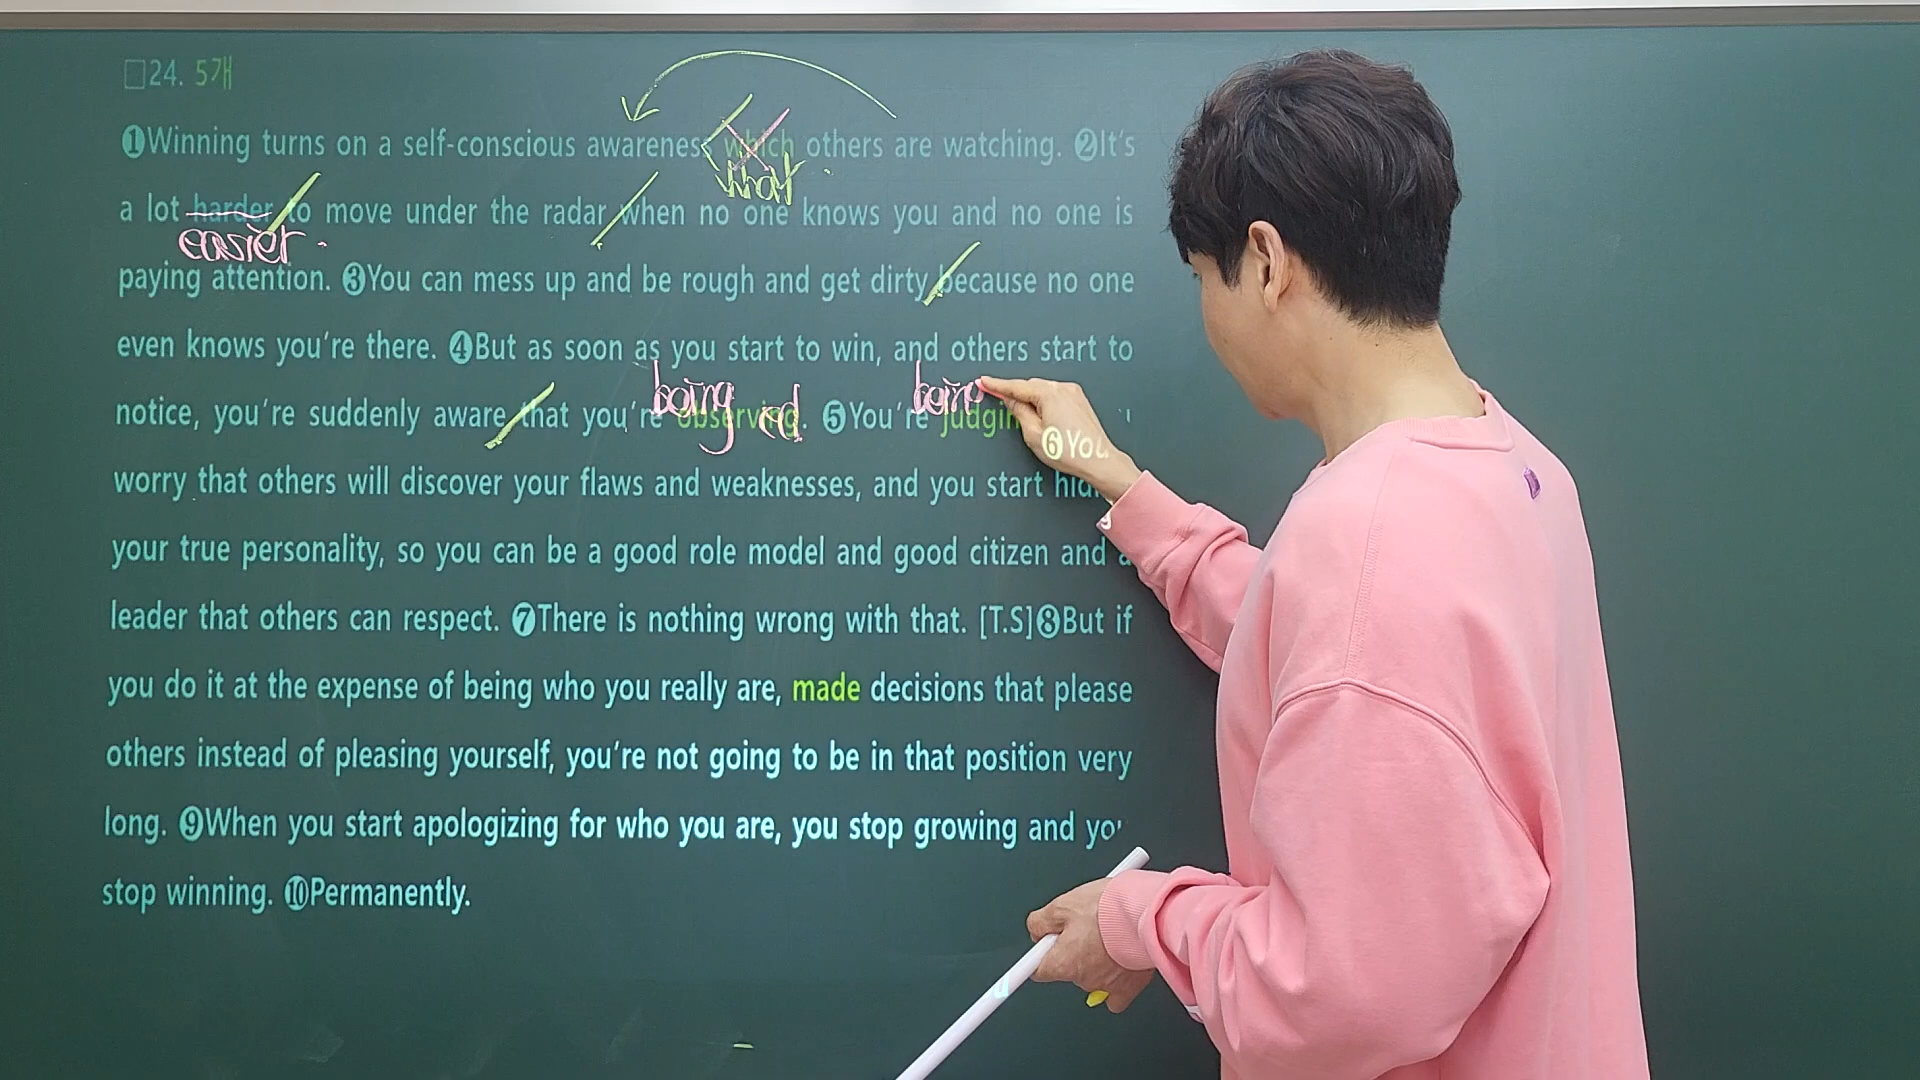 □24. 5개
❶Winning turns on a self-conscious awareness which others are watching. ❷It's
that.
a lot harder to move under the radar when no one knows you and no one is
easier.
paying attention. ❸You can mess up and be rough and get dirty because no one
even knows you're there. ❹But as soon as you start to win, and others start to
being ed being
notice, you're suddenly aware that you're observing. ❺You're
❻You
worry that others will discover your flaws and weaknesses, and you start
your true personality, so you can be a good role model and good citizen and a
leader that others can respect. ❼There is nothing wrong with that. [T.S]❽But if
you do it at the expense of being who you really are, made decisions that please
others instead of pleasing yourself, you're not going to be in that position very
long. ❾When you start apologizing for who you are, you stop growing and you
stop winning. ❿Permanently.